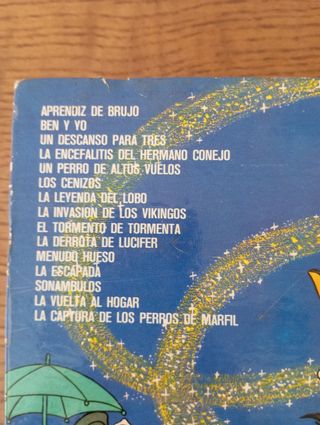 APRENDIZ DE BRUJO
BEN Y YO
UN DESCANSO PARA TRES
LA ENCEFALITIS DEL HERMANO CONEJO
UN PERRO DE ALTOS VUELOS
LOS CENIZOS
LA LEYENDA DEL LOBO
LA INVASION DE LOS VIKINGOS
EL TORMENTO DE TORMENTA
LA DERROTA DE LUCIFER
MENUDO HUESO
LA ESCAPADA
SONAMBULOS
LA VUELTA AL HOGAR
LA CAPTURA DE LOS PERROS DE MARFIL